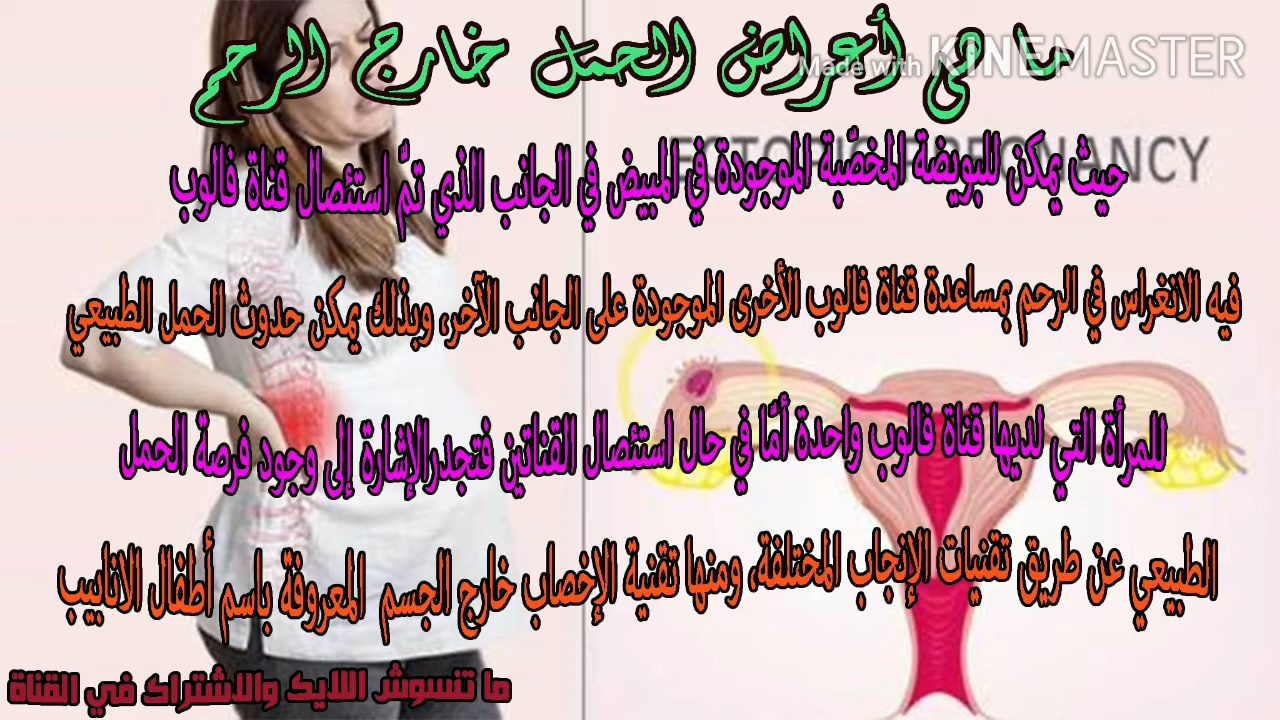 ما هي أعراض الحمل خارج الرحم
Made with KINEMASTER
ECTOPIC PREGNANCY
حيث يمكن للبويضة المخصّبة الموجودة في المبيض في الجانب الذي تمّ استئصال قناة فالوب
فيه الانغراس في الرحم بمساعدة قناة فالوب الأخرى الموجودة على الجانب الآخر، وبذلك يمكن حدوث الحمل الطبيعي
للمرأة التي لديها قناة فالوب واحدة أمّا في حال استئصال القناتين فتجدرالإشارة إلى وجود فرصة الحمل
الطبيعي عن طريق تقنيات الإنجاب المختلفة، ومنها تقنية الإخصاب خارج الجسم المعروفة باسم أطفال الانابيب
ما تنسوش اللايك والاشتراك في القناة